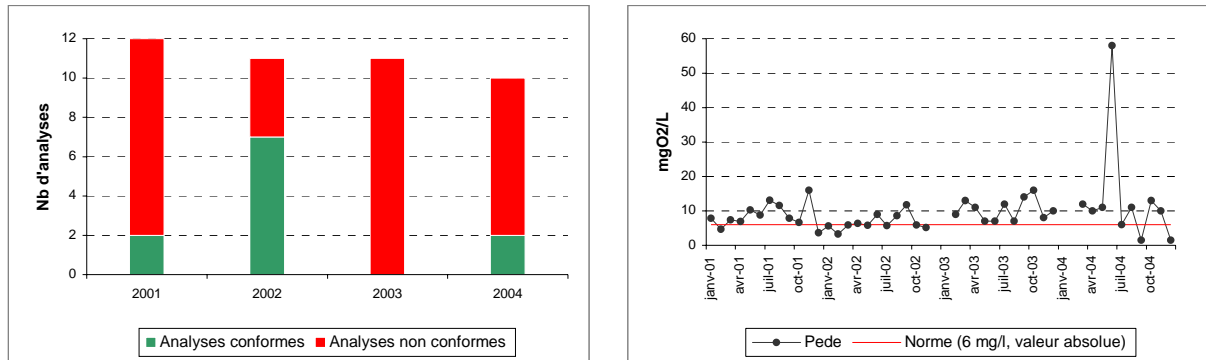 12
10
8
6
4
2
0
Nb d'analyses
2001 2002 2003 2004
Analyses conformes Analyses non conformes
60
50
40
30
20
10
0
mgO2/L
janv-01 avr-01 juil-01 oct-01 janv-02 avr-02 juil-02 oct-02 janv-03 avr-03 juil-03 oct-03 janv-04 avr-04 juil-04 oct-04
Pede Norme (6 mg/l, valeur absolue)